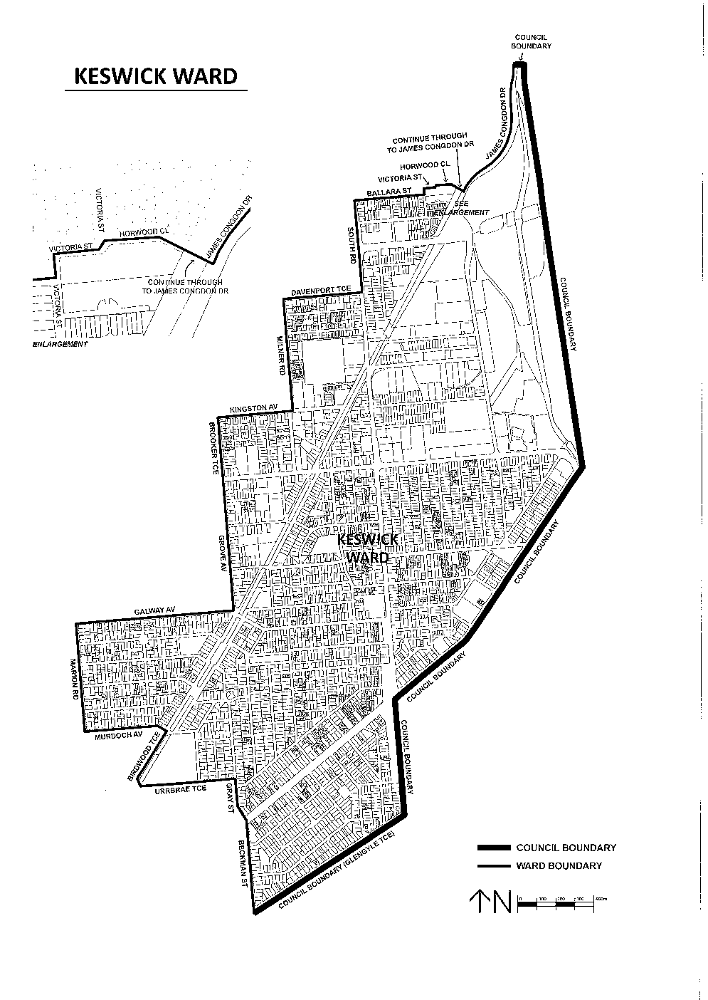 COUNCIL
BOUNDARY
KESWICK WARD
JAMES CONGDON DR
CONTINUE THROUGH
TO JAMES CONGDON DR
HORWOOD CL
VICTORIA ST
BALLARA ST
SEE
ENLARGEMENT
VICTORIA ST
HORWOOD CL
JAMES CONGDON DR
VICTORIA ST
CONTINUE THROUGH
TO JAMES CONGDON DR
VICTORIA ST
ENLARGEMENT
SOUTH RD
DAVENPORT TCE
COUNCIL BOUNDARY
MILNER RD
KINGSTON AV
BROOKER TCE
GROVE AV
KESWICK
WARD
COUNCIL BOUNDARY
GALWAY AV
MARION RD
COUNCIL BOUNDARY
MURDOCH AV
BIRDWOOD TCE
COUNCIL BOUNDARY
URRBRAE TCE
GRAY ST
BECKMAN ST
COUNCIL BOUNDARY (GLENGYLE TCE)
COUNCIL BOUNDARY
WARD BOUNDARY
N
0 100